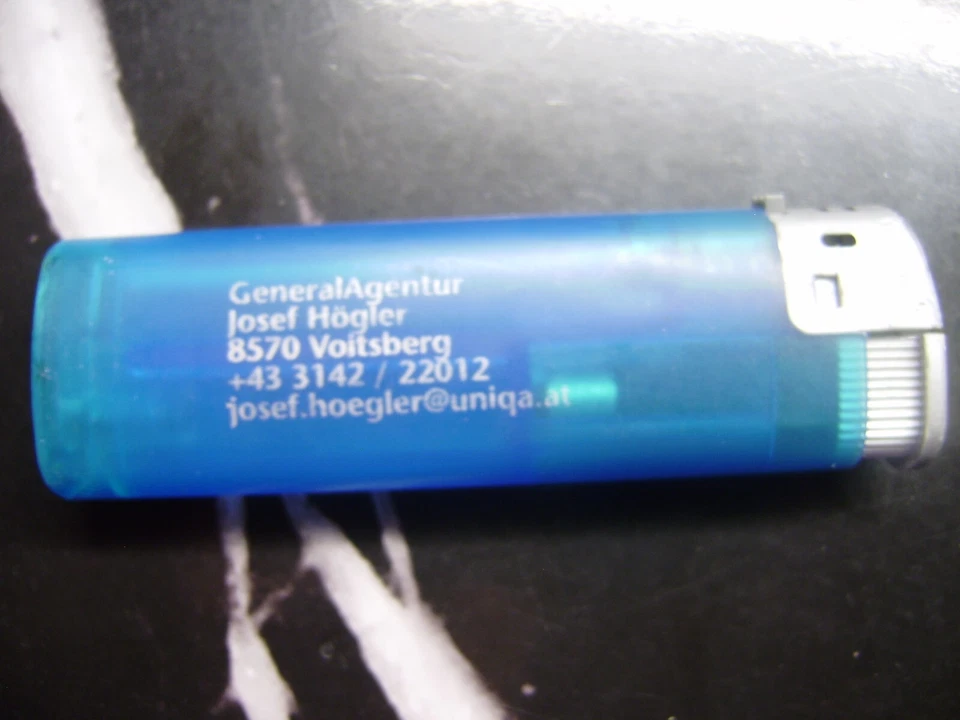 GeneralAgentur
Josef Högler
8570 Voitsberg
+43 3142 / 22012
josef.hoegler@uniqa.at